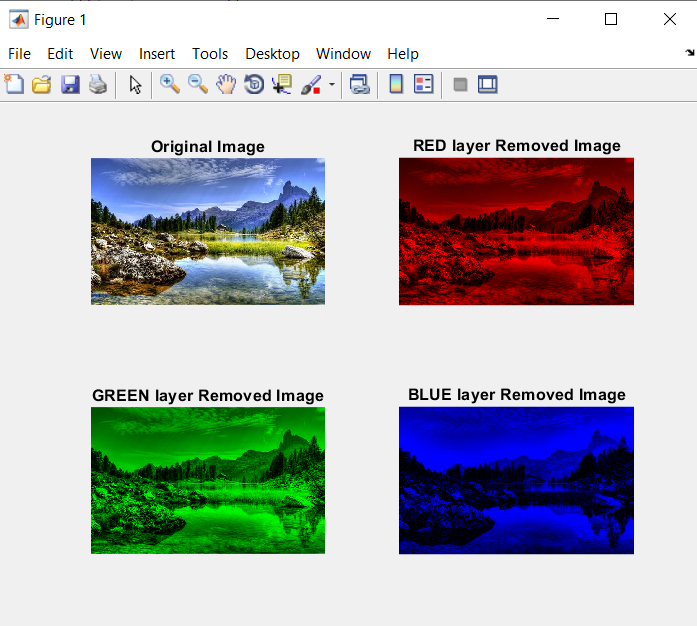 Figure 1
File Edit View Insert Tools Desktop Window Help
Original Image
RED layer Removed Image
GREEN layer Removed Image
BLUE layer Removed Image